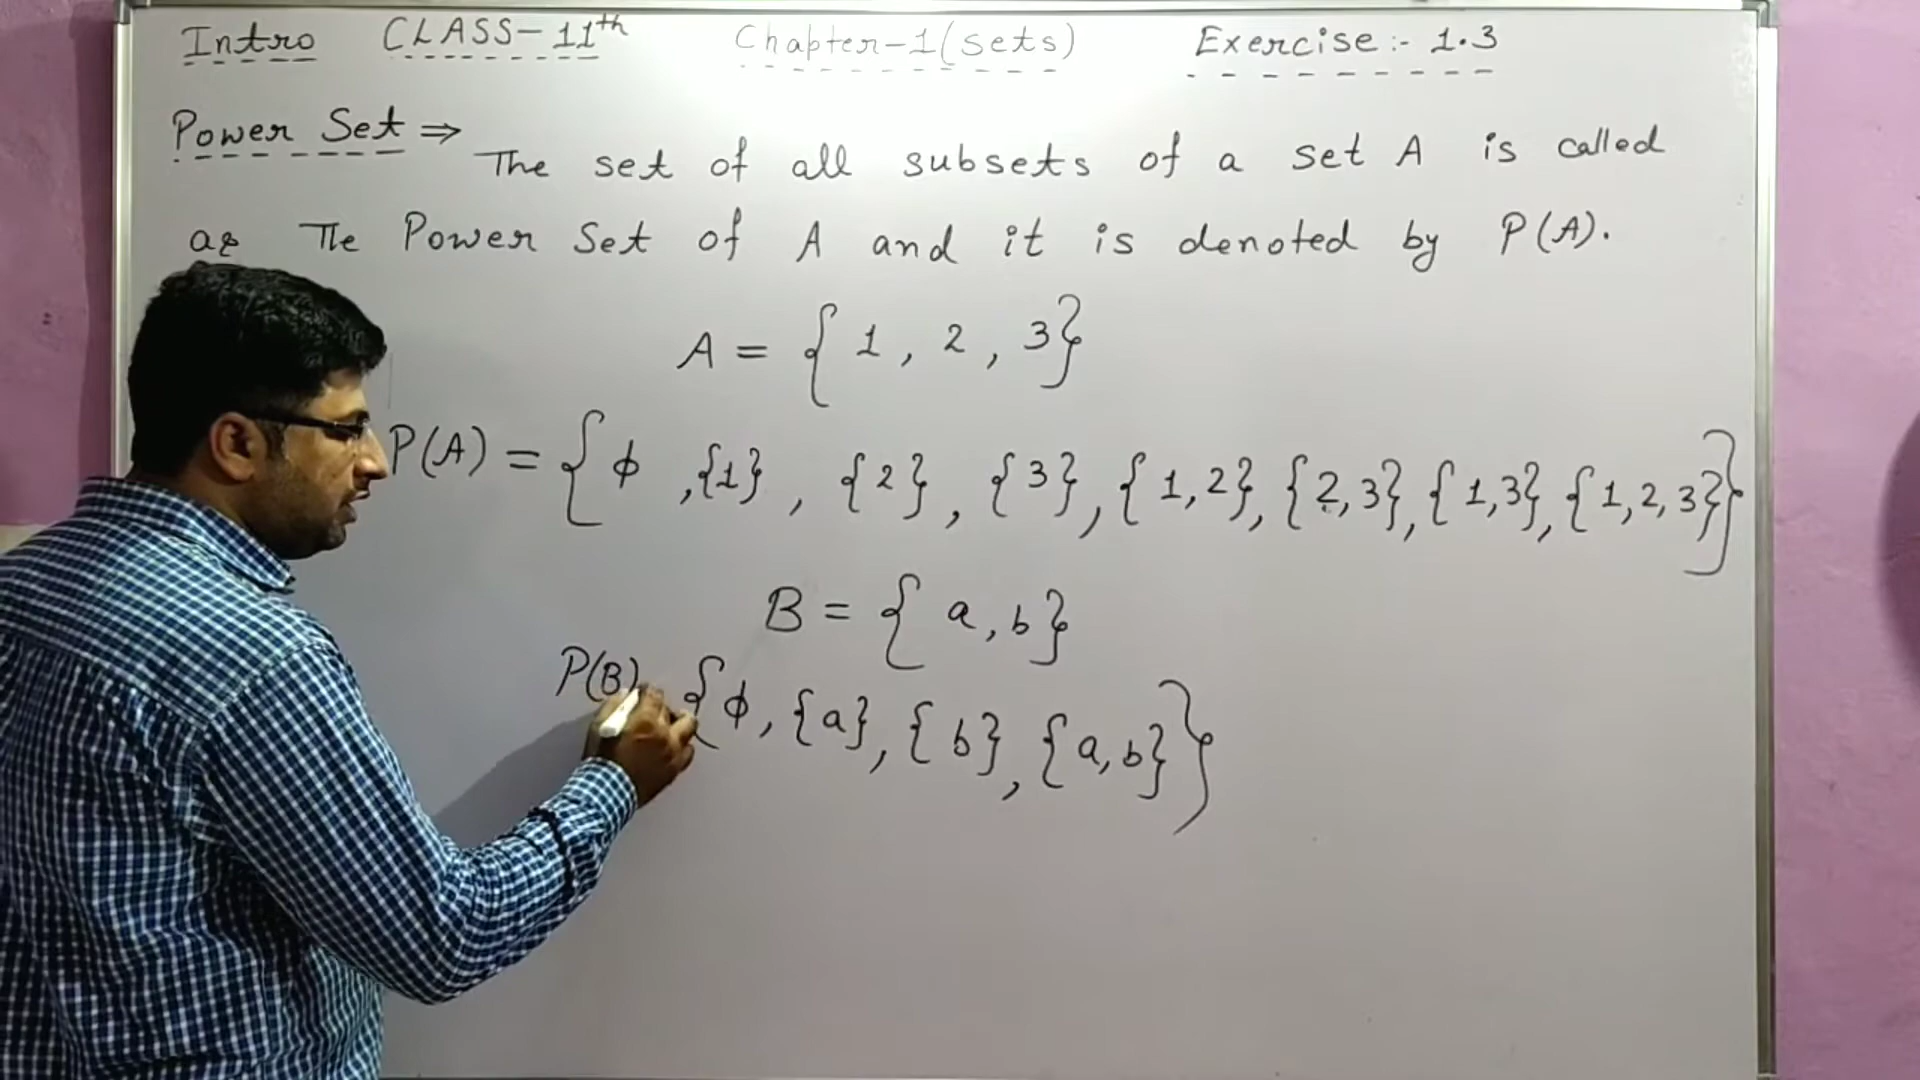 Intro CLASS-11th Chapter-1(sets) Exercise:- 1.3
Power Set ⇒ The set of all subsets of a set A is called
as The Power Set of A and it is denoted by P(A).
A = { 1, 2, 3}
P(A) = { ϕ, {1}, {2}, {3}, {1,2}, {2,3}, {1,3}, {1,2,3}}
B = { a, b}
P(B) {ϕ, {a}, {b}, {a,b}}